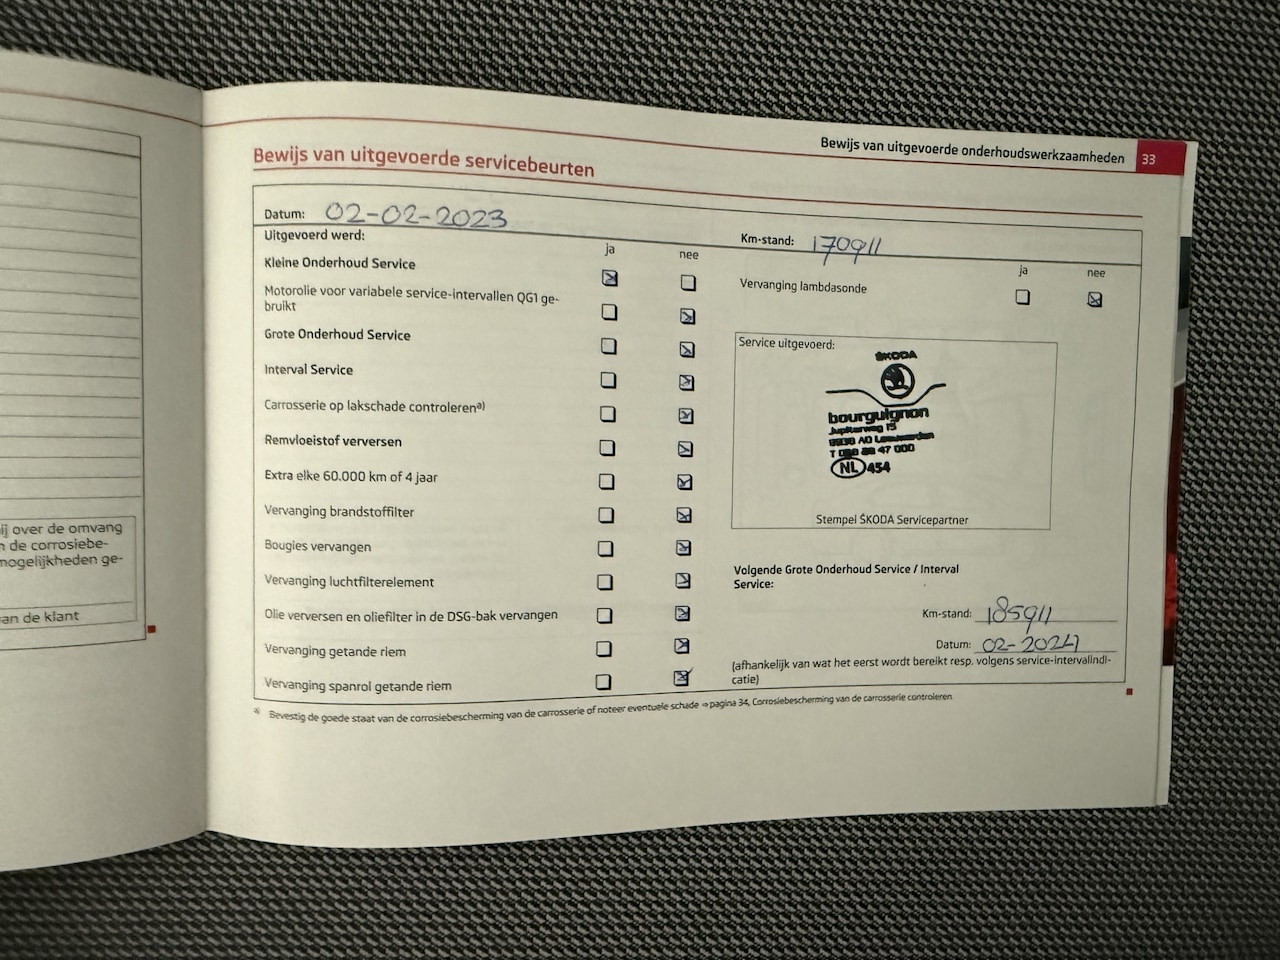 ij over de omvang
de corrosiebe-
mogelijkheden ge-
an de klant
Bewijs van uitgevoerde onderhoudswerkzaamheden 33
Bewijs van uitgevoerde servicebeurten
Datum: 02-02-2023
Km-stand: 170911
Uitgevoerd werd:
ja nee
Kleine Onderhoud Service
Motorolie voor variabele service-intervallen QG1 ge-
bruikt
Grote Onderhoud Service
Interval Service
Carrosserie op lakschade controleren a)
Remvloeistof verversen
Extra elke 60.000 km of 4 jaar
Vervanging brandstoffilter
Bougies vervangen
Vervanging luchtfilterelement
Olie verversen en oliefilter in de DSG-bak vervangen
Vervanging getande riem
Vervanging spanrol getande riem
ja nee
Vervanging lambdasonde
Service uitgevoerd:
ŠKODA
bourguignon
Jupiterweg 15
AD Leeuwarden
T 47 000
NL 454
Stempel ŠKODA Servicepartner
Volgende Grote Onderhoud Service / Interval
Service:
Km-stand: 185911
Datum: 02-2024
(afhankelijk van wat het eerst wordt bereikt resp. volgens service-intervalindi-
catie)
a) Bevestig de goede staat van de corrosiebescherming van de carrosserie of noteer eventuele schade ⇒ pagina 34, Corrosiebescherming van de carrosserie controleren